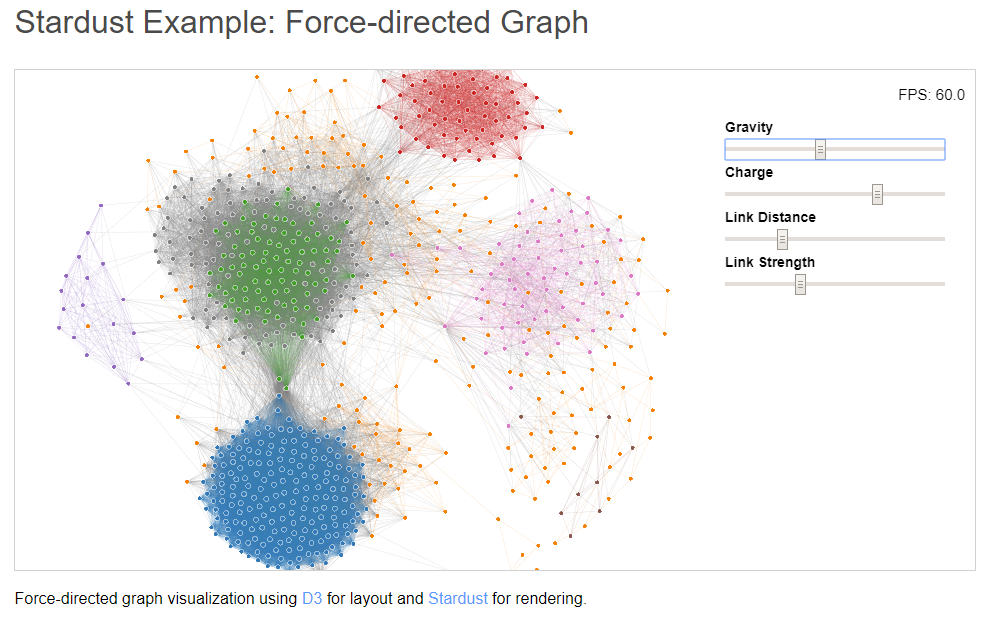 Stardust Example: Force-directed Graph
FPS: 60.0
Gravity
Charge
Link Distance
Link Strength
Force-directed graph visualization using D3 for layout and Stardust for rendering.